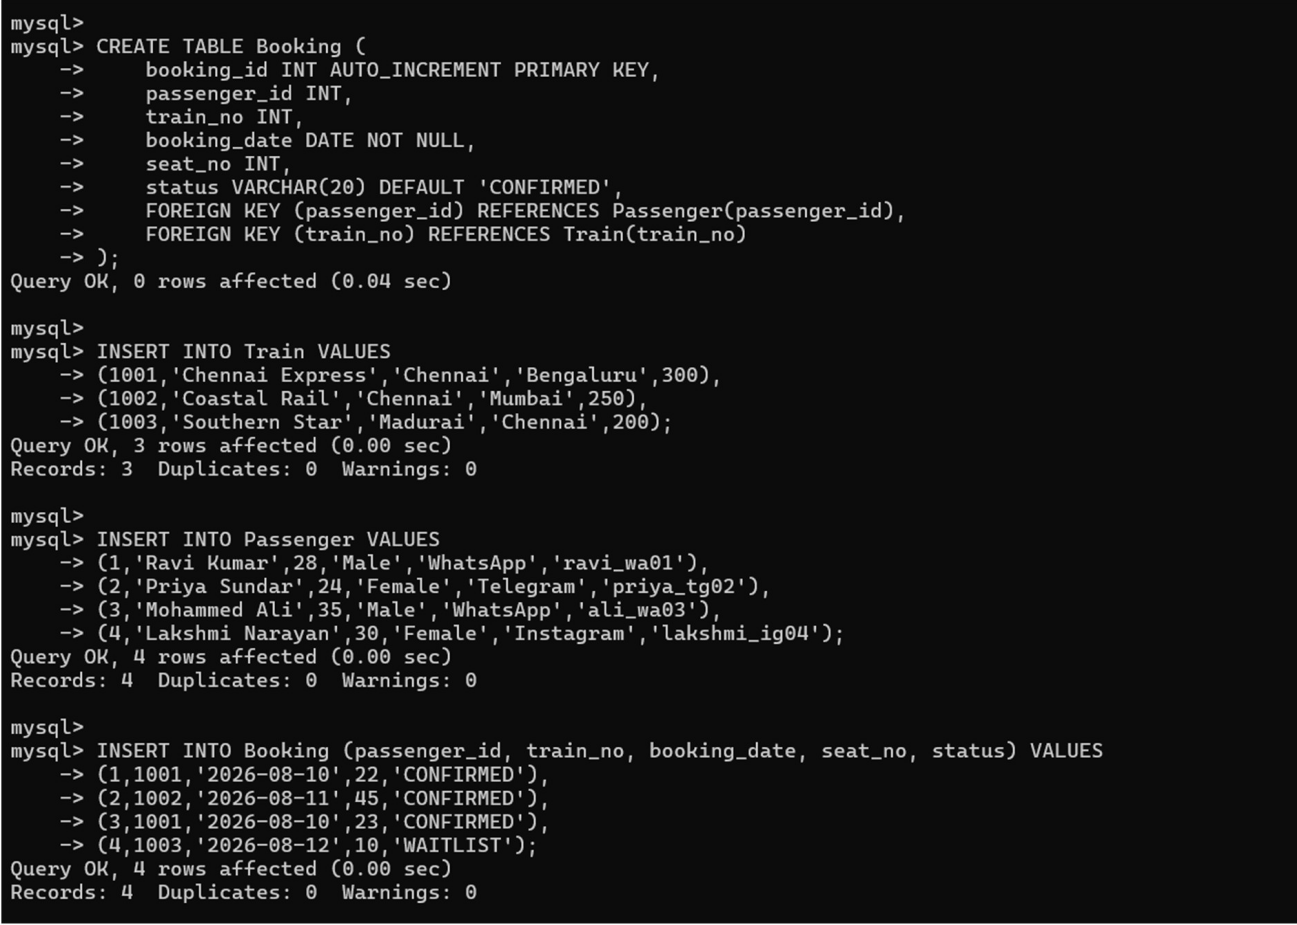 mysql>
mysql> CREATE TABLE Booking (
    ->     booking_id INT AUTO_INCREMENT PRIMARY KEY,
    ->     passenger_id INT,
    ->     train_no INT,
    ->     booking_date DATE NOT NULL,
    ->     seat_no INT,
    ->     status VARCHAR(20) DEFAULT 'CONFIRMED',
    ->     FOREIGN KEY (passenger_id) REFERENCES Passenger(passenger_id),
    ->     FOREIGN KEY (train_no) REFERENCES Train(train_no)
    -> );
Query OK, 0 rows affected (0.04 sec)

mysql>
mysql> INSERT INTO Train VALUES
    -> (1001,'Chennai Express','Chennai','Bengaluru',300),
    -> (1002,'Coastal Rail','Chennai','Mumbai',250),
    -> (1003,'Southern Star','Madurai','Chennai',200);
Query OK, 3 rows affected (0.00 sec)
Records: 3  Duplicates: 0  Warnings: 0

mysql>
mysql> INSERT INTO Passenger VALUES
    -> (1,'Ravi Kumar',28,'Male','WhatsApp','ravi_wa01'),
    -> (2,'Priya Sundar',24,'Female','Telegram','priya_tg02'),
    -> (3,'Mohammed Ali',35,'Male','WhatsApp','ali_wa03'),
    -> (4,'Lakshmi Narayan',30,'Female','Instagram','lakshmi_ig04');
Query OK, 4 rows affected (0.00 sec)
Records: 4  Duplicates: 0  Warnings: 0

mysql>
mysql> INSERT INTO Booking (passenger_id, train_no, booking_date, seat_no, status) VALUES
    -> (1,1001,'2026-08-10',22,'CONFIRMED'),
    -> (2,1002,'2026-08-11',45,'CONFIRMED'),
    -> (3,1001,'2026-08-10',23,'CONFIRMED'),
    -> (4,1003,'2026-08-12',10,'WAITLIST');
Query OK, 4 rows affected (0.00 sec)
Records: 4  Duplicates: 0  Warnings: 0